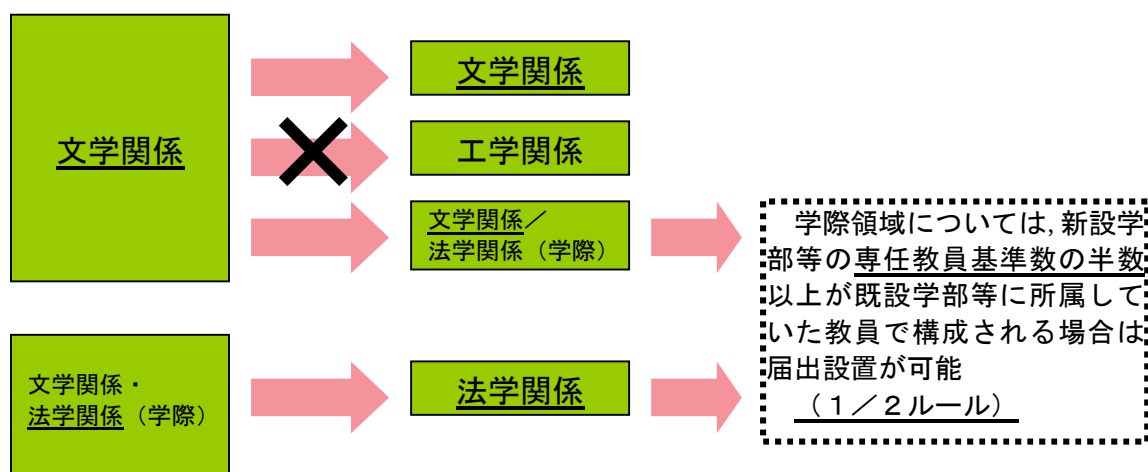 文学関係
文学関係
工学関係
文学関係／
法学関係（学際）
学際領域については,新設学
部等の専任教員基準数の半数
以上が既設学部等に所属して
いた教員で構成される場合は
届出設置が可能
（１／２ルール）
文学関係・
法学関係（学際）
法学関係